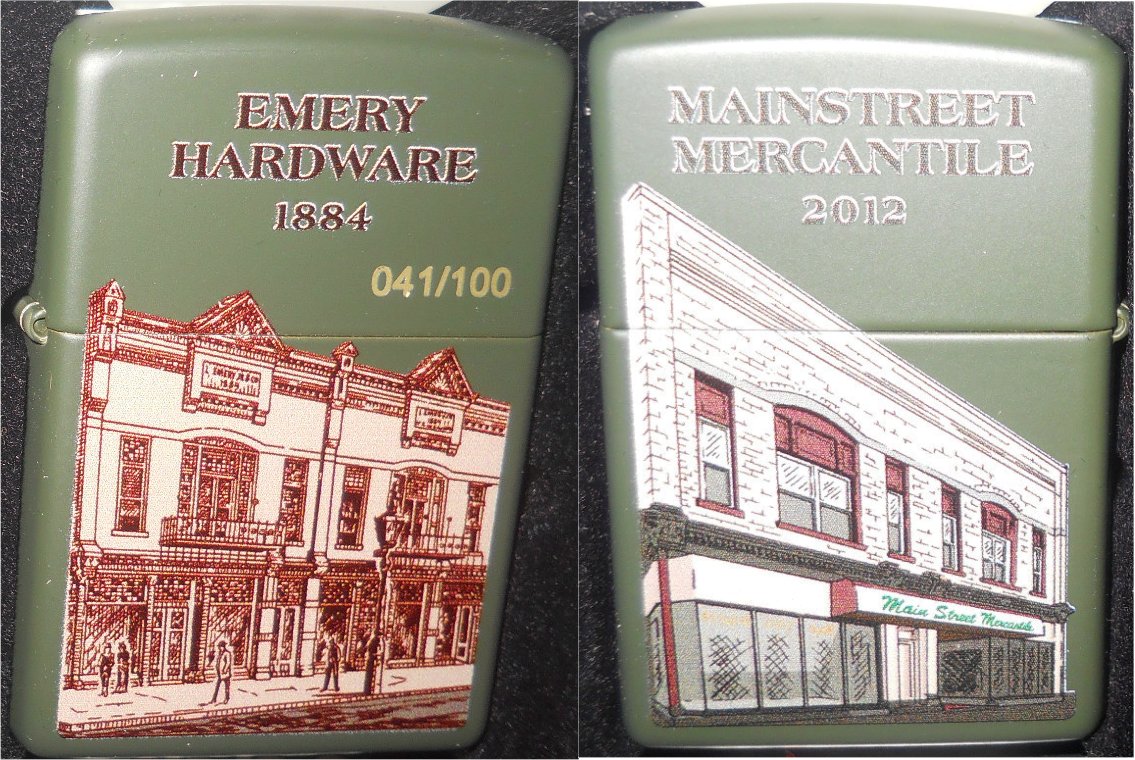 EMERY
HARDWARE
1884
041/100
MAINSTREET
MERCANTILE
2012
Main Street Mercantile